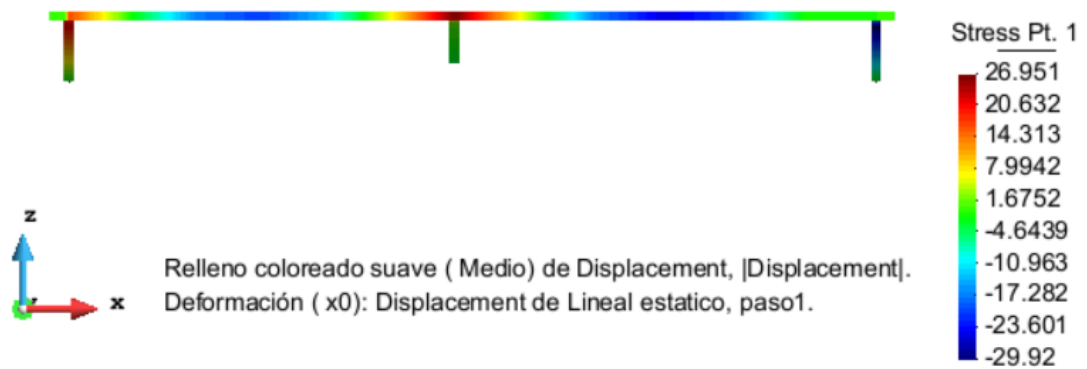 Stress Pt. 1
26.951
20.632
14.313
7.9942
1.6752
-4.6439
-10.963
-17.282
-23.601
-29.92
z
x
Relleno coloreado suave ( Medio) de Displacement, |Displacement|.
Deformación ( x0): Displacement de Lineal estatico, paso1.